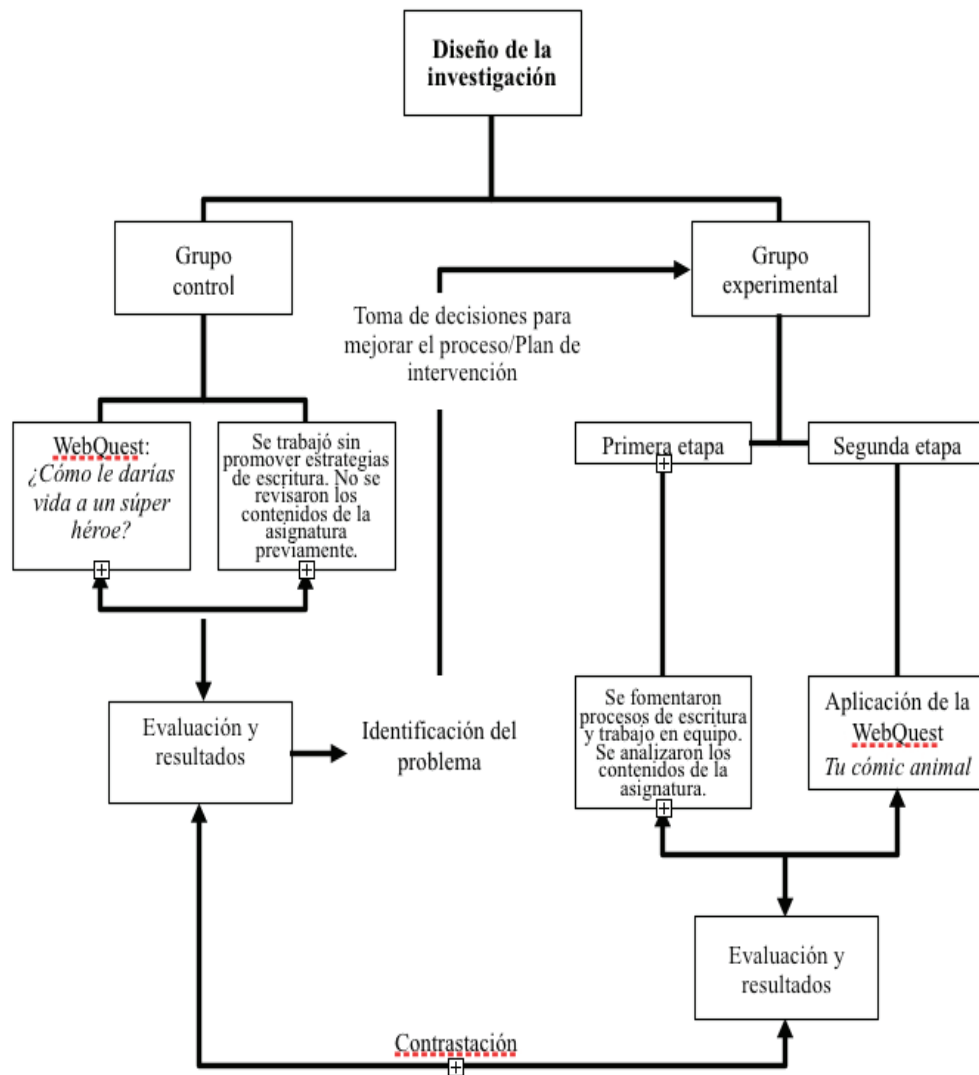 Diseño de la
investigación
Grupo
control
Grupo
experimental
Toma de decisiones para
mejorar el proceso/Plan de
intervención
WebQuest:
¿Cómo le darías
vida a un súper
héroe?
Se trabajó sin
promover estrategias
de escritura. No se
revisaron los
contenidos de la
asignatura
previamente.
Primera etapa
Segunda etapa
Evaluación y
resultados
Identificación del
problema
Se fomentaron
procesos de escritura
y trabajo en equipo.
Se analizaron los
contenidos de la
asignatura.
Aplicación de la
WebQuest
Tu cómic animal
Evaluación y
resultados
Contrastación